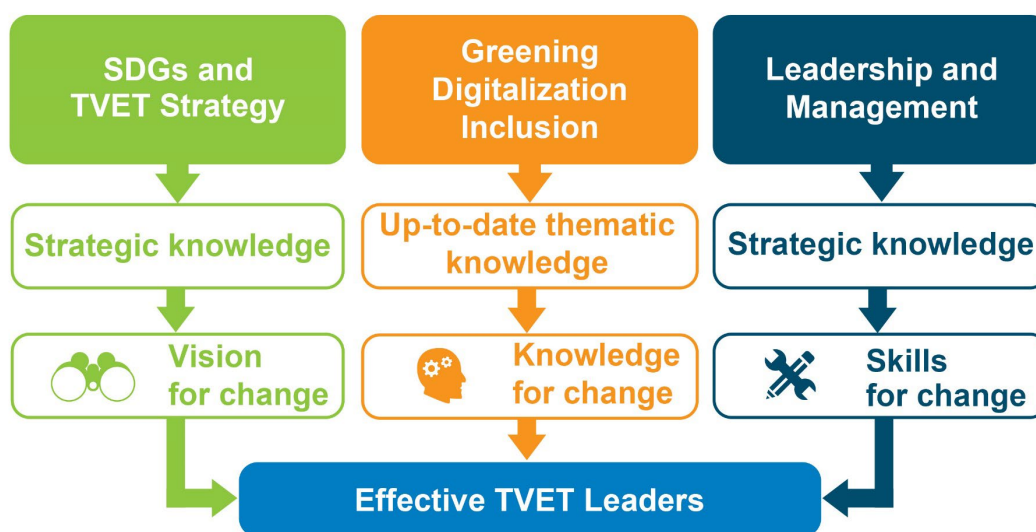 SDGs and
TVET Strategy
Greening
Digitalization
Inclusion
Leadership and
Management
Strategic knowledge
Up-to-date thematic
knowledge
Strategic knowledge
Vision
for change
Knowledge
for change
Skills
for change
Effective TVET Leaders